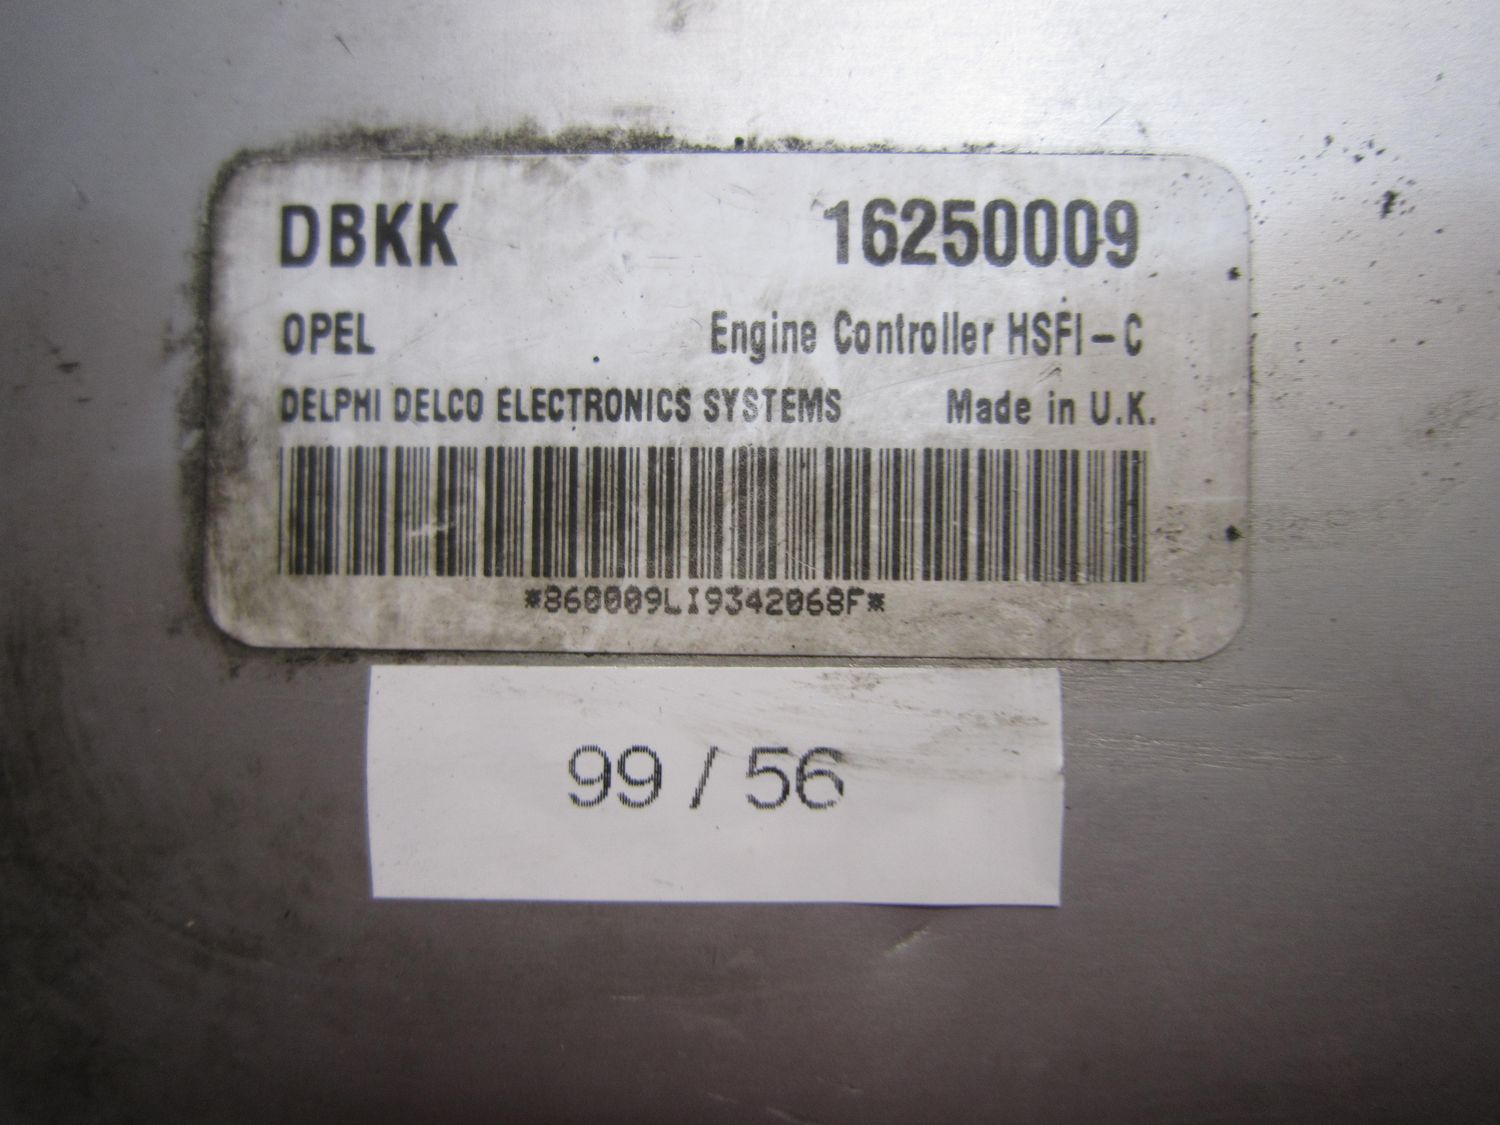 DBKK 16250009
OPEL Engine Controller HSFI-C
DELPHI DELCO ELECTRONICS SYSTEMS Made in U.K.
*860009LI9342068F*
99 / 56